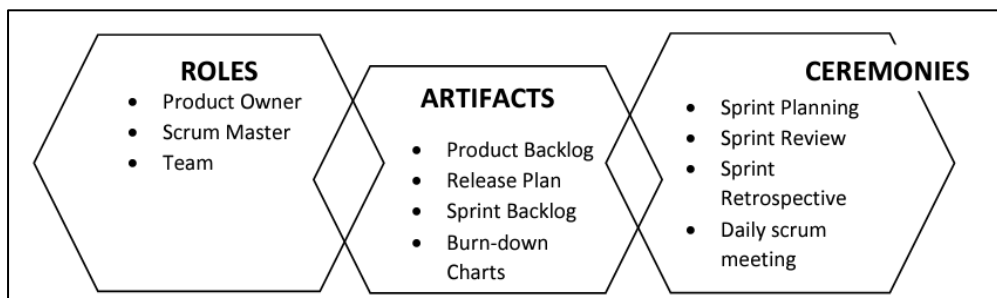 ROLES
• Product Owner
• Scrum Master
• Team
ARTIFACTS
• Product Backlog
• Release Plan
• Sprint Backlog
• Burn-down
Charts
CEREMONIES
• Sprint Planning
• Sprint Review
• Sprint
Retrospective
• Daily scrum
meeting